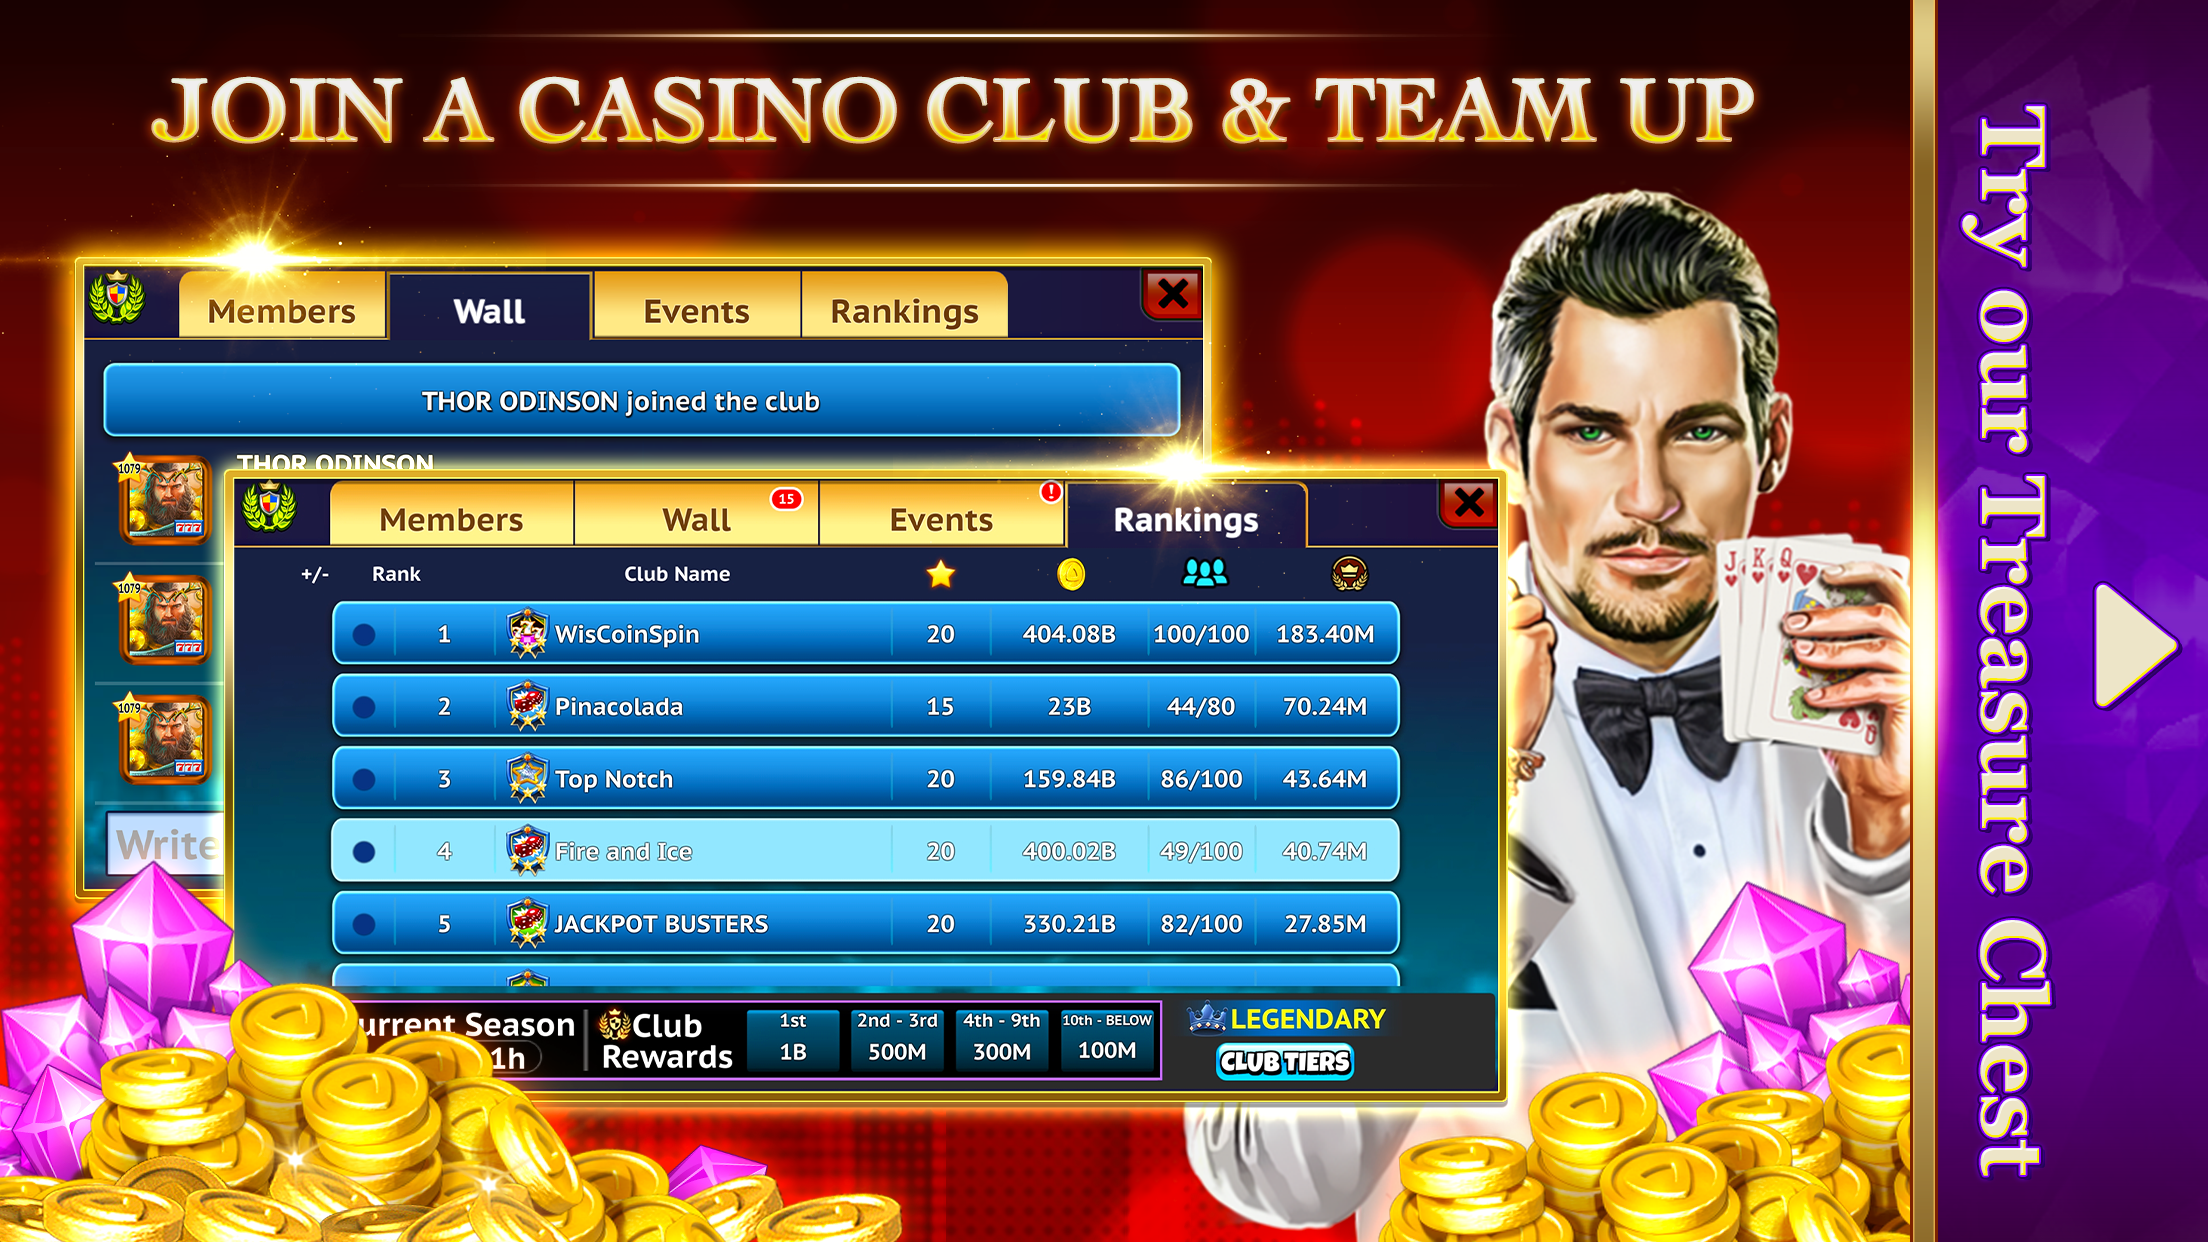 JOIN A CASINO CLUB & TEAM UP
Members Wall Events Rankings
THOR ODINSON joined the club
THOR ODINSON
1079
1079
1079
Write
Members Wall 15 Events ! Rankings
+/- Rank Club Name
1 WisCoinSpin 20 404.08B 100/100 183.40M
2 Pinacolada 15 23B 44/80 70.24M
3 Top Notch 20 159.84B 86/100 43.64M
4 Fire and Ice 20 400.02B 49/100 40.74M
5 JACKPOT BUSTERS 20 330.21B 82/100 27.85M
urrent Season
1h
Club
Rewards
1st
1B
2nd - 3rd
500M
4th - 9th
300M
10th - BELOW
100M
LEGENDARY
CLUB TIERS
777
777
777
J K Q
Try our Treasure Chest